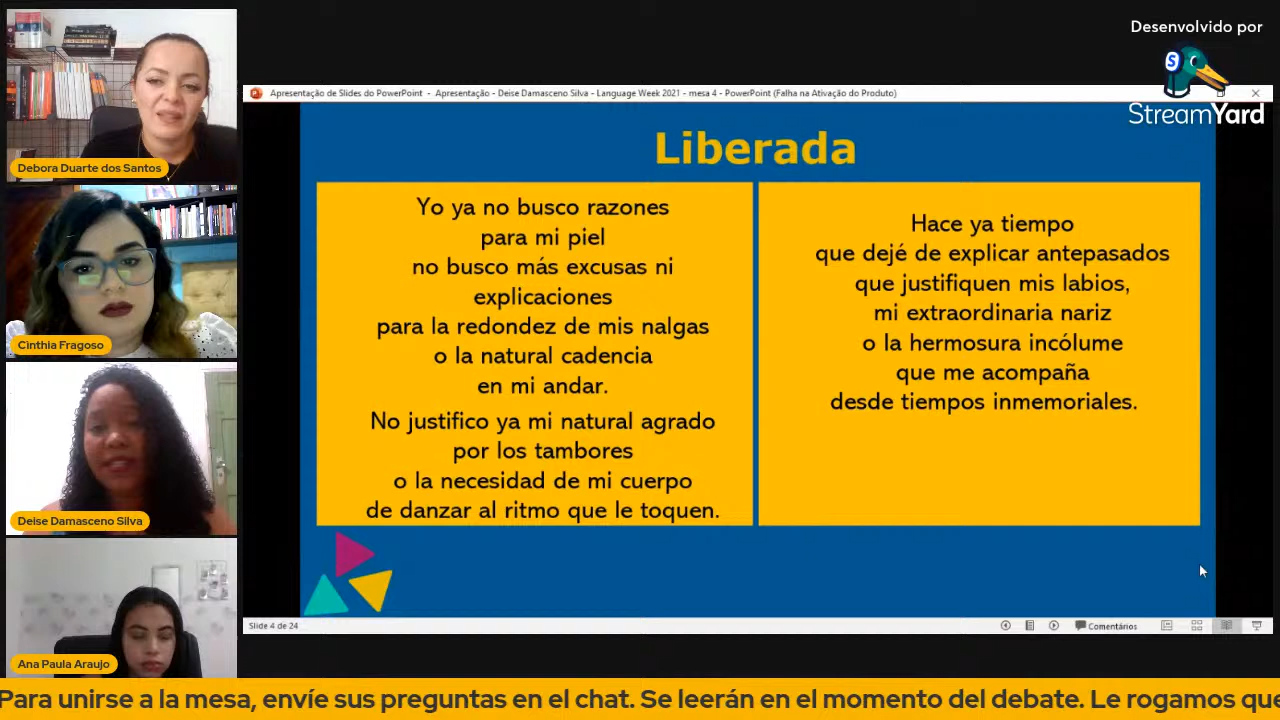 Desenvolvido por
StreamYard
Debora Duarte dos Santos
Cinthia Fragoso
Deise Damasceno Silva
Ana Paula Araujo
Apresentação de Slides do PowerPoint - Apresentação - Deise Damasceno Silva - Language Week 2021 - mesa 4 - PowerPoint (Falha na Ativação do Produto)
Liberada
Yo ya no busco razones
para mi piel
no busco más excusas ni
explicaciones
para la redondez de mis nalgas
o la natural cadencia
en mi andar.
No justifico ya mi natural agrado
por los tambores
o la necesidad de mi cuerpo
de danzar al ritmo que le toquen.
Hace ya tiempo
que dejé de explicar antepasados
que justifiquen mis labios,
mi extraordinaria nariz
o la hermosura incólume
que me acompaña
desde tiempos inmemoriales.
Slide 4 de 24
Comentários
Para unirse a la mesa, envíe sus preguntas en el chat. Se leerán en el momento del debate. Le rogamos que